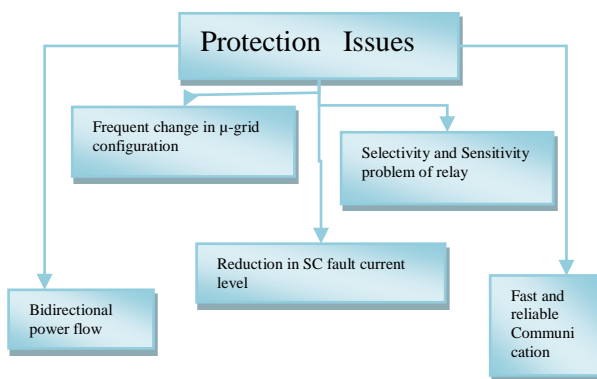 Protection Issues
Frequent change in µ-grid
configuration
Selectivity and Sensitivity
problem of relay
Reduction in SC fault current
level
Bidirectional
power flow
Fast and
reliable
Communi
cation